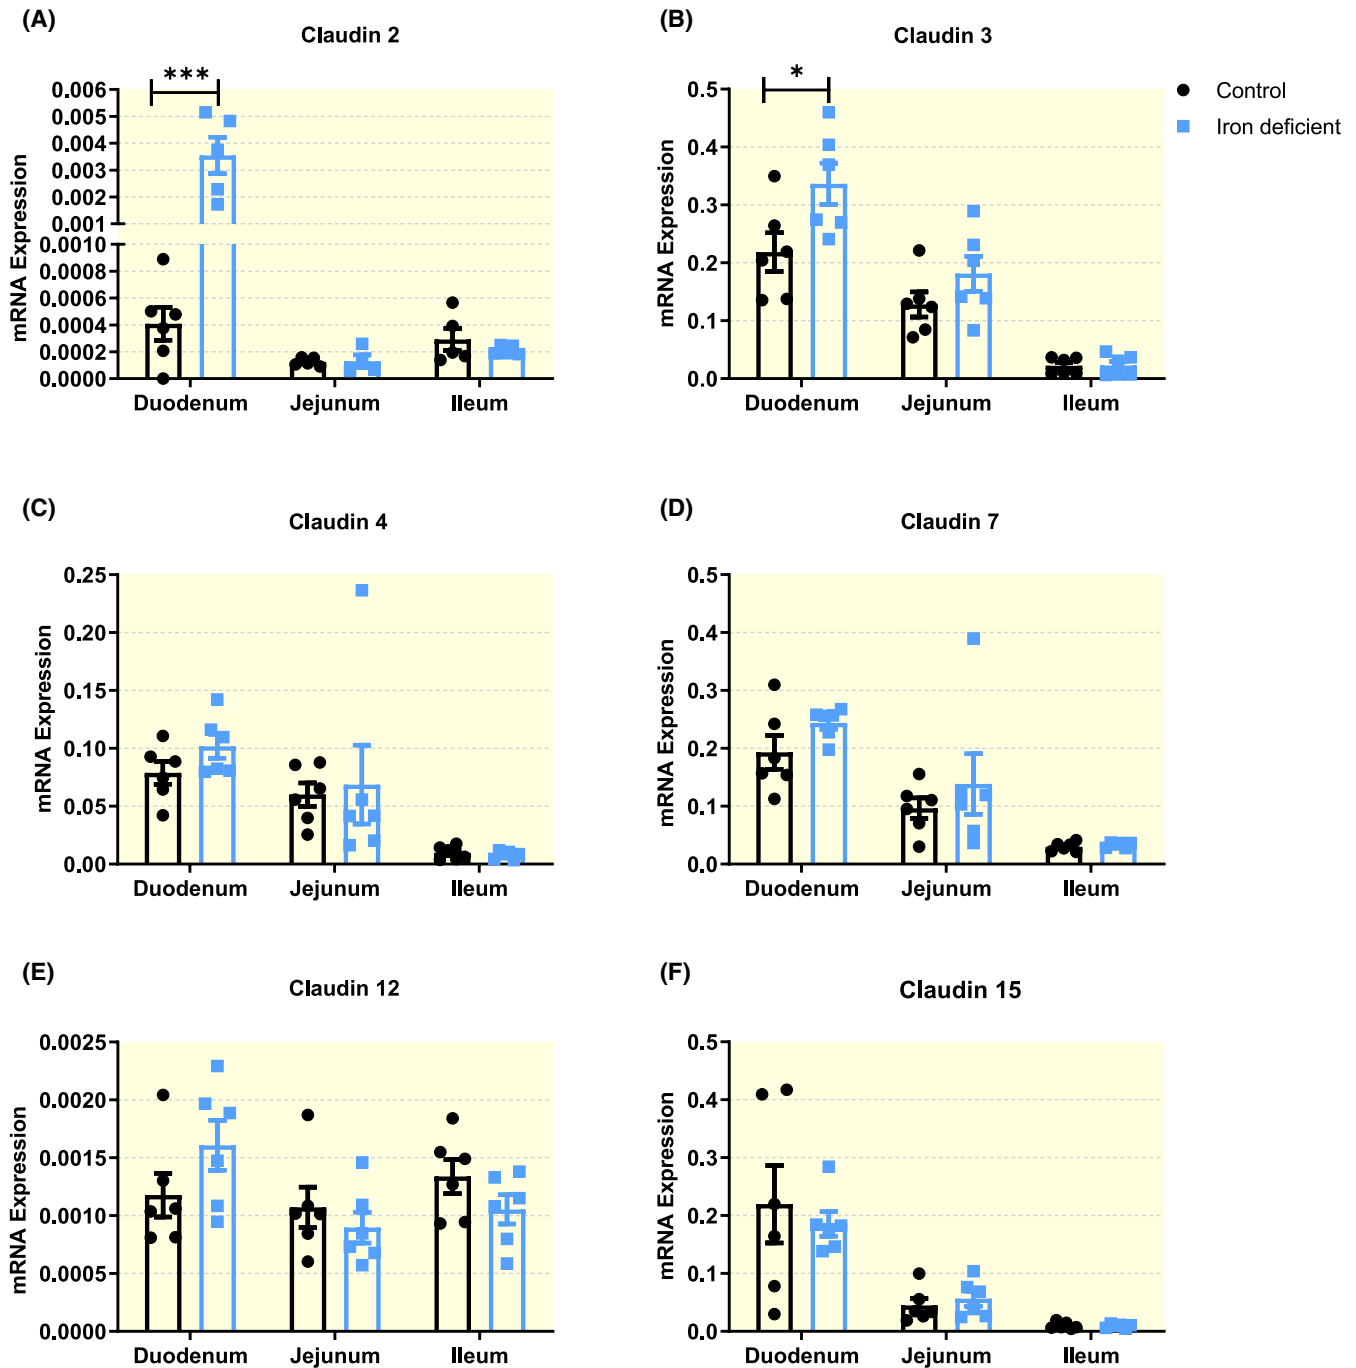 (A)
Claudin 2
***
mRNA Expression
0.006
0.005
0.004
0.003
0.002
0.001
0.0010
0.0008
0.0006
0.0004
0.0002
0.0000
Duodenum Jejunum Ileum
(B)
Claudin 3
*
mRNA Expression
0.5
0.4
0.3
0.2
0.1
0.0
Duodenum Jejunum Ileum
Control
Iron deficient
(C)
Claudin 4
mRNA Expression
0.25
0.20
0.15
0.10
0.05
0.00
Duodenum Jejunum Ileum
(D)
Claudin 7
mRNA Expression
0.5
0.4
0.3
0.2
0.1
0.0
Duodenum Jejunum Ileum
(E)
Claudin 12
mRNA Expression
0.0025
0.0020
0.0015
0.0010
0.0005
0.0000
Duodenum Jejunum Ileum
(F)
Claudin 15
mRNA Expression
0.5
0.4
0.3
0.2
0.1
0.0
Duodenum Jejunum Ileum